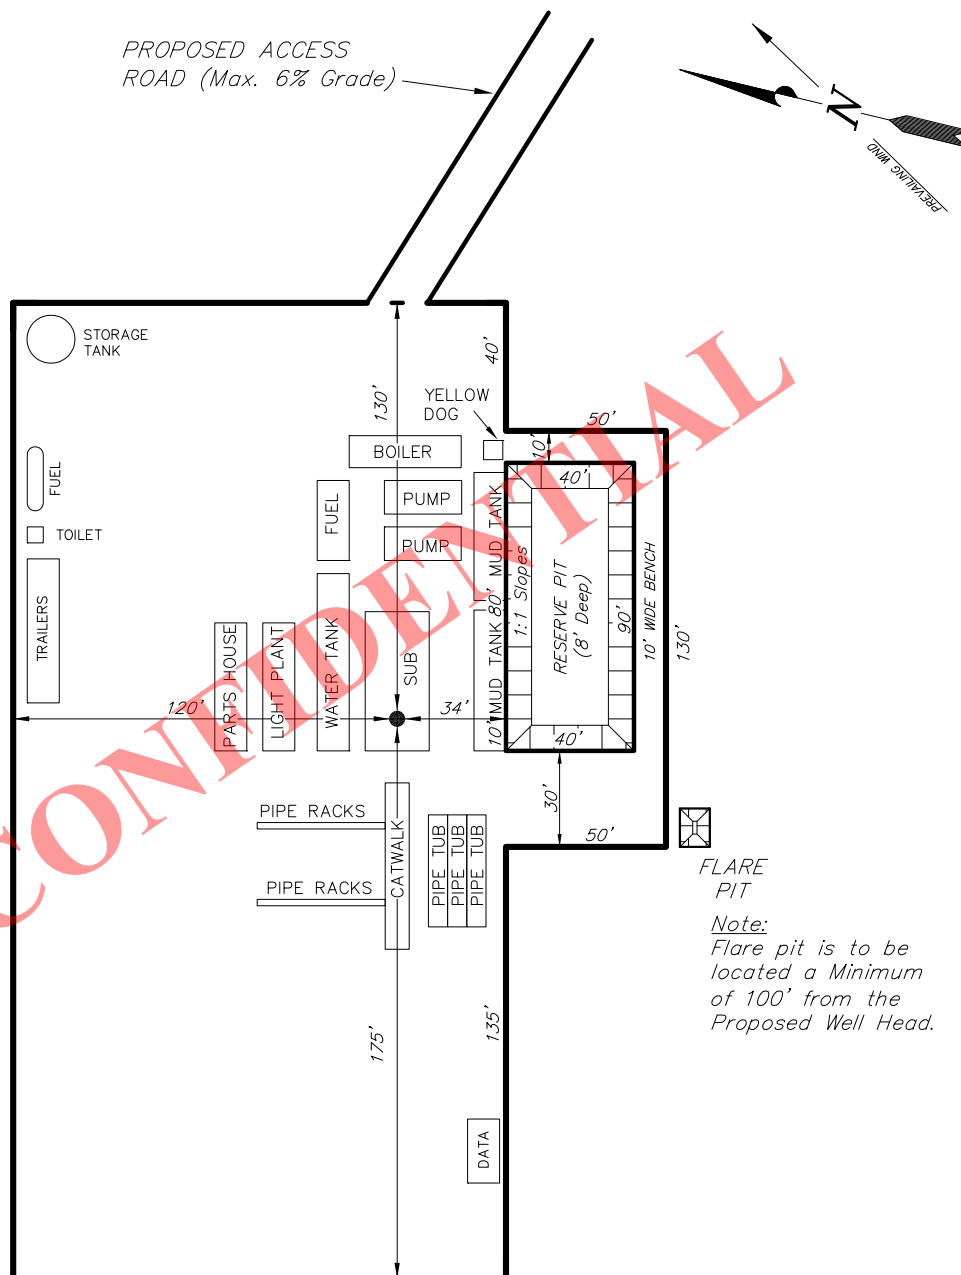 PROPOSED ACCESS
ROAD (Max. 6% Grade)
N
PREVAILING WIND
STORAGE
TANK
40'
130'
YELLOW
DOG
50'
10'
BOILER
40'
FUEL
FUEL
PUMP
MUD TANK
TOILET
PUMP
1:1 Slopes
80'
RESERVE PIT
(8' Deep)
90'
10' WIDE BENCH
130'
TRAILERS
PARTS HOUSE
LIGHT PLANT
WATER TANK
SUB
MUD TANK
120'
34'
10'
40'
30'
PIPE RACKS
CATWALK
PIPE TUB
PIPE TUB
PIPE TUB
50'
PIPE RACKS
FLARE
PIT
Note:
Flare pit is to be
located a Minimum
of 100' from the
Proposed Well Head.
175'
135'
DATA
CONFIDENTIAL